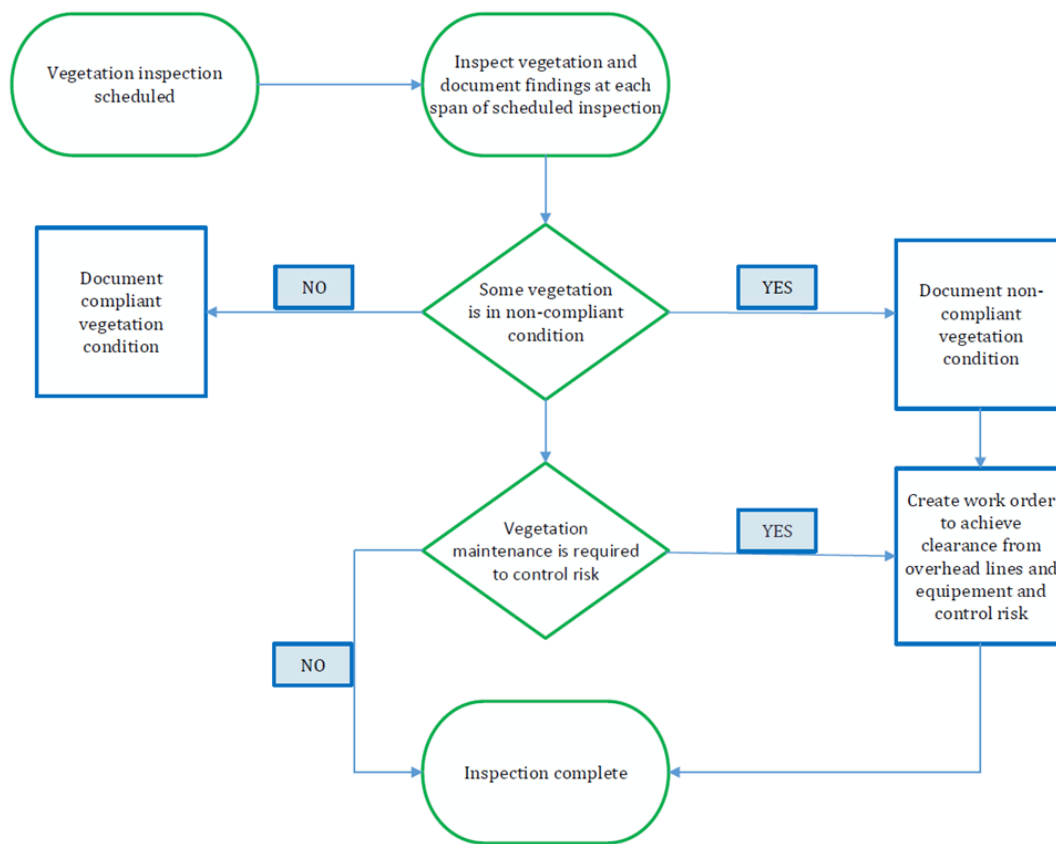 Vegetation inspection
scheduled
Inspect vegetation and
document findings at each
span of scheduled inspection
Document
compliant
vegetation
condition
NO
Some vegetation
is in non-compliant
condition
YES
Document non-
compliant
vegetation
condition
Vegetation
maintenance is required
to control risk
YES
Create work order
to achieve
clearance from
overhead lines and
equipement and
control risk
NO
Inspection complete